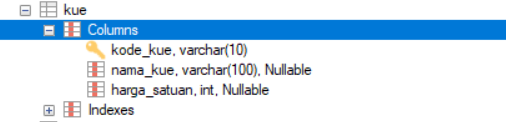 kue
Columns
kode_kue, varchar(10)
nama_kue, varchar(100), Nullable
harga_satuan, int, Nullable
Indexes